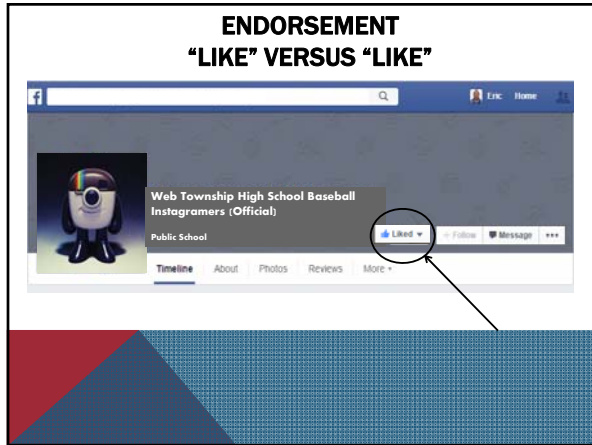 ENDORSEMENT
“LIKE” VERSUS “LIKE”
f
Eric Home
Web Township High School Baseball
Instagramers (Official)
Public School
Liked
Follow
Message
Timeline About Photos Reviews More